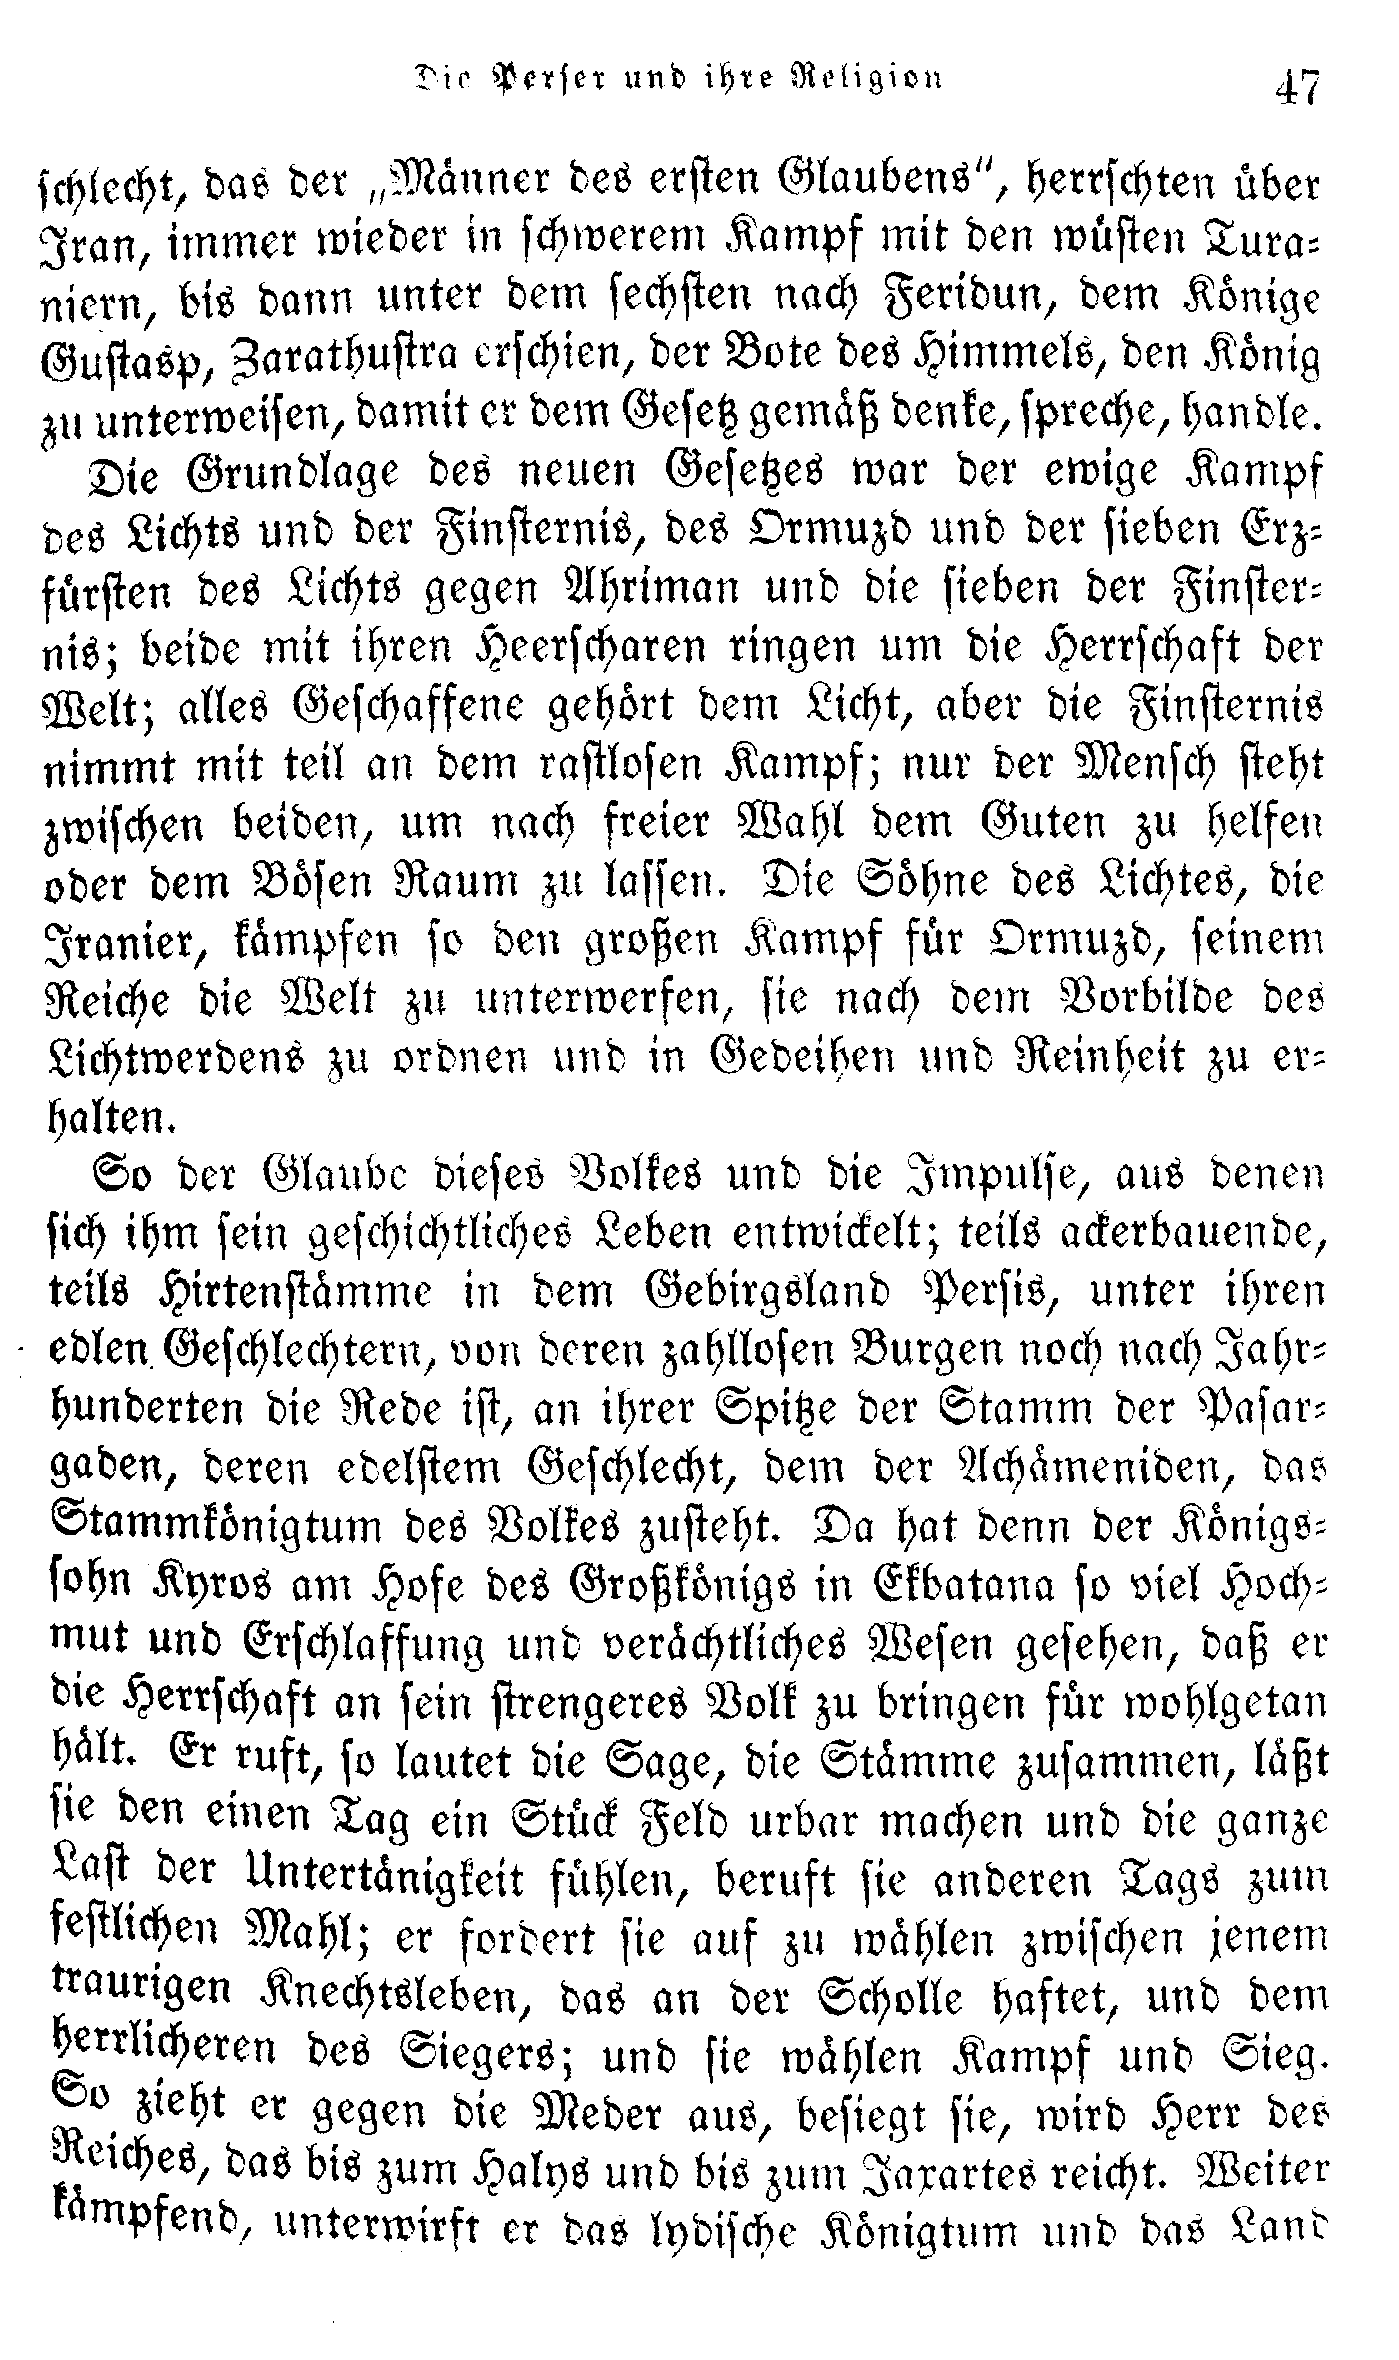 Die Perser und ihre Religion 47
schlecht, das der „Männer des ersten Glaubens“, herrschten über
Iran, immer wieder in schwerem Kampf mit den wüsten Tura-
niern, bis dann unter dem sechsten nach Feridun, dem Könige
Gustasp, Zarathustra erschien, der Bote des Himmels, den König
zu unterweisen, damit er dem Gesetz gemäß denke, spreche, handle.
Die Grundlage des neuen Gesetzes war der ewige Kampf
des Lichts und der Finsternis, des Ormuzd und der sieben Erz-
fürsten des Lichts gegen Ahriman und die sieben der Finster-
nis; beide mit ihren Heerscharen ringen um die Herrschaft der
Welt; alles Geschaffene gehört dem Licht, aber die Finsternis
nimmt mit teil an dem rastlosen Kampf; nur der Mensch steht
zwischen beiden, um nach freier Wahl dem Guten zu helfen
oder dem Bösen Raum zu lassen. Die Söhne des Lichtes, die
Iranier, kämpfen so den großen Kampf für Ormuzd, seinem
Reiche die Welt zu unterwerfen, sie nach dem Vorbilde des
Lichtwerdens zu ordnen und in Gedeihen und Reinheit zu er-
halten.
So der Glaube dieses Volkes und die Impulse, aus denen
sich ihm sein geschichtliches Leben entwickelt; teils ackerbauende,
teils Hirtenstämme in dem Gebirgsland Persis, unter ihren
edlen Geschlechtern, von deren zahllosen Burgen noch nach Jahr-
hunderten die Rede ist, an ihrer Spitze der Stamm der Pasar-
gaden, deren edelstem Geschlecht, dem der Achämeniden, das
Stammkönigtum des Volkes zusteht. Da hat denn der Königs-
sohn Kyros am Hofe des Großkönigs in Ekbatana so viel Hoch-
mut und Erschlaffung und verächtliches Wesen gesehen, daß er
die Herrschaft an sein strengeres Volk zu bringen für wohlgetan
hält. Er ruft, so lautet die Sage, die Stämme zusammen, läßt
sie den einen Tag ein Stück Feld urbar machen und die ganze
Last der Untertänigkeit fühlen, beruft sie anderen Tags zum
festlichen Mahl; er fordert sie auf zu wählen zwischen jenem
traurigen Knechtsleben, das an der Scholle haftet, und dem
herrlicheren des Siegers; und sie wählen Kampf und Sieg.
So zieht er gegen die Meder aus, besiegt sie, wird Herr des
Reiches, das bis zum Halys und bis zum Jaxartes reicht. Weiter
kämpfend, unterwirft er das lydische Königtum und das Land